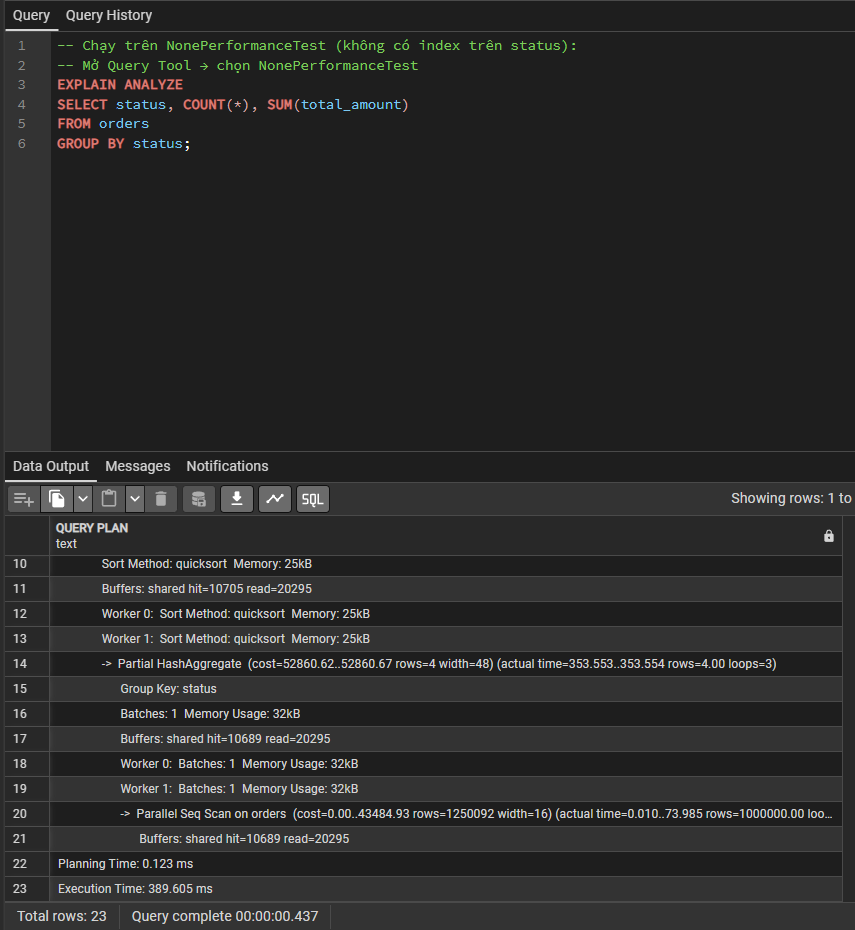 Query Query History
1 -- Chạy trên NonePerformanceTest (không có index trên status):
2 -- Mở Query Tool → chọn NonePerformanceTest
3 EXPLAIN ANALYZE
4 SELECT status, COUNT(*), SUM(total_amount)
5 FROM orders
6 GROUP BY status;
Data Output Messages Notifications
SQL
Showing rows: 1 to
QUERY PLAN
text
10 Sort Method: quicksort Memory: 25kB
11 Buffers: shared hit=10705 read=20295
12 Worker 0: Sort Method: quicksort Memory: 25kB
13 Worker 1: Sort Method: quicksort Memory: 25kB
14 -> Partial HashAggregate (cost=52860.62..52860.67 rows=4 width=48) (actual time=353.553..353.554 rows=4.00 loops=3)
15 Group Key: status
16 Batches: 1 Memory Usage: 32kB
17 Buffers: shared hit=10689 read=20295
18 Worker 0: Batches: 1 Memory Usage: 32kB
19 Worker 1: Batches: 1 Memory Usage: 32kB
20 -> Parallel Seq Scan on orders (cost=0.00..43484.93 rows=1250092 width=16) (actual time=0.010..73.985 rows=1000000.00 loo...
21 Buffers: shared hit=10689 read=20295
22 Planning Time: 0.123 ms
23 Execution Time: 389.605 ms
Total rows: 23 Query complete 00:00:00.437